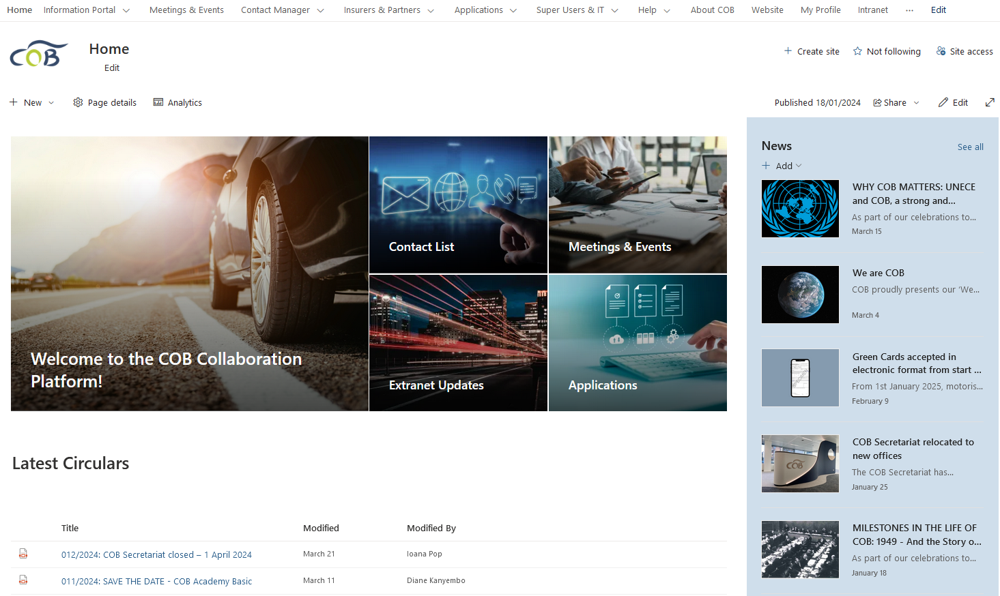 Home Information Portal Meetings & Events Contact Manager Insurers & Partners Applications Super Users & IT Help About COB Website My Profile Intranet ··· Edit
COB
Home
Edit
Create site Not following Site access
New Page details Analytics
Published 18/01/2024 Share Edit
Welcome to the COB Collaboration
Platform!
Contact List
Meetings & Events
Extranet Updates
Applications
News
See all
Add
WHY COB MATTERS: UNECE
and COB, a strong and...
As part of our celebrations to...
March 15
We are COB
COB proudly presents our 'We...
March 4
Green Cards accepted in
electronic format from start ...
From 1st January 2025, motoris...
February 9
COB Secretariat relocated to
new offices
The COB Secretariat has...
January 25
COB
MILESTONES IN THE LIFE OF
COB: 1949 - And the Story o...
As part of our celebrations to...
January 18
Latest Circulars
Title Modified Modified By
012/2024: COB Secretariat closed – 1 April 2024 March 21 Ioana Pop
011/2024: SAVE THE DATE - COB Academy Basic March 11 Diane Kanyembo